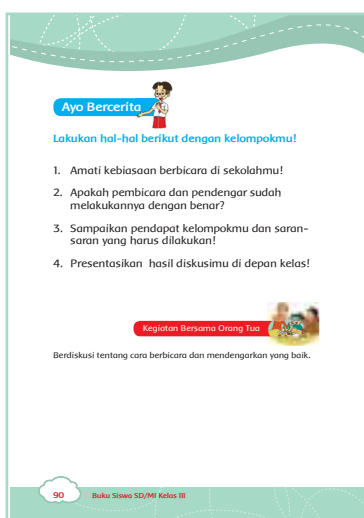 Ayo Bercerita
Lakukan hal-hal berikut dengan kelompokmu!
1. Amati kebiasaan berbicara di sekolahmu!
2. Apakah pembicara dan pendengar sudah
melakukannya dengan benar?
3. Sampaikan pendapat kelompokmu dan saran-
saran yang harus dilakukan!
4. Presentasikan hasil diskusimu di depan kelas!
Kegiatan Bersama Orang Tua
Berdiskusi tentang cara berbicara dan mendengarkan yang baik.
90 Buku Siswa SD/MI Kelas III